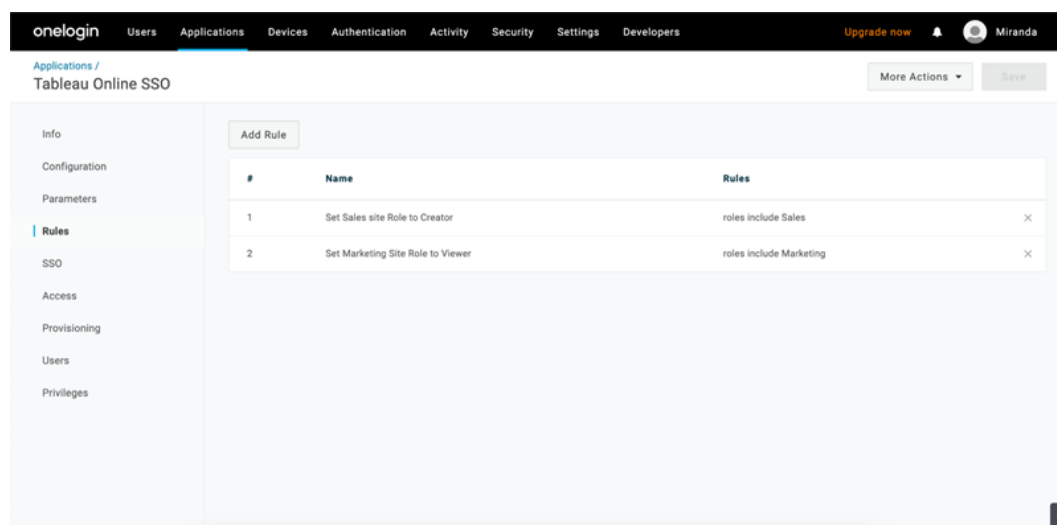 onelogin Users Applications Devices Authentication Activity Security Settings Developers Upgrade now Miranda
Applications /
Tableau Online SSO
More Actions Save
Info
Configuration
Parameters
Rules
SSO
Access
Provisioning
Users
Privileges
Add Rule
# Name Rules
1 Set Sales site Role to Creator roles include Sales
2 Set Marketing Site Role to Viewer roles include Marketing